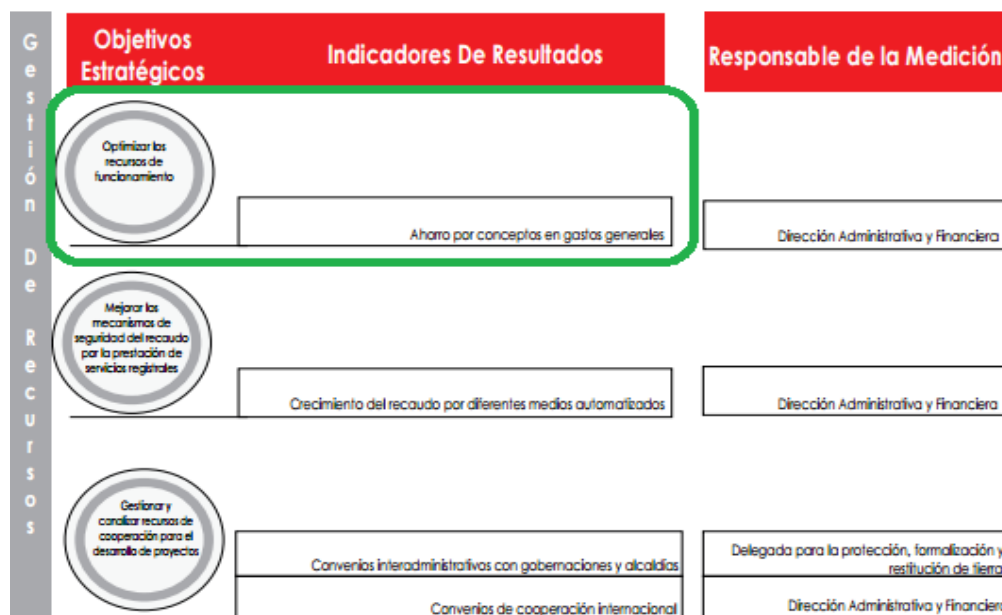 Gestión De Recursos
Objetivos
Estratégicos
Indicadores De Resultados
Responsable de la Medición
Optimizar los
recursos de
funcionamiento
Ahorro por conceptos en gastos generales
Dirección Administrativa y Financiera
Mejorar los
mecanismos de
seguridad del recaudo
por la prestación de
servicios registrales
Crecimiento del recaudo por diferentes medios automatizados
Dirección Administrativa y Financiera
Gestionar y
canalizar recursos de
cooperación para el
desarrollo de proyectos
Convenios interadministrativos con gobernaciones y alcaldías
Delegada para la protección, formalización y
restitución de tierra
Convenios de cooperación internacional
Dirección Administrativa y Financiera